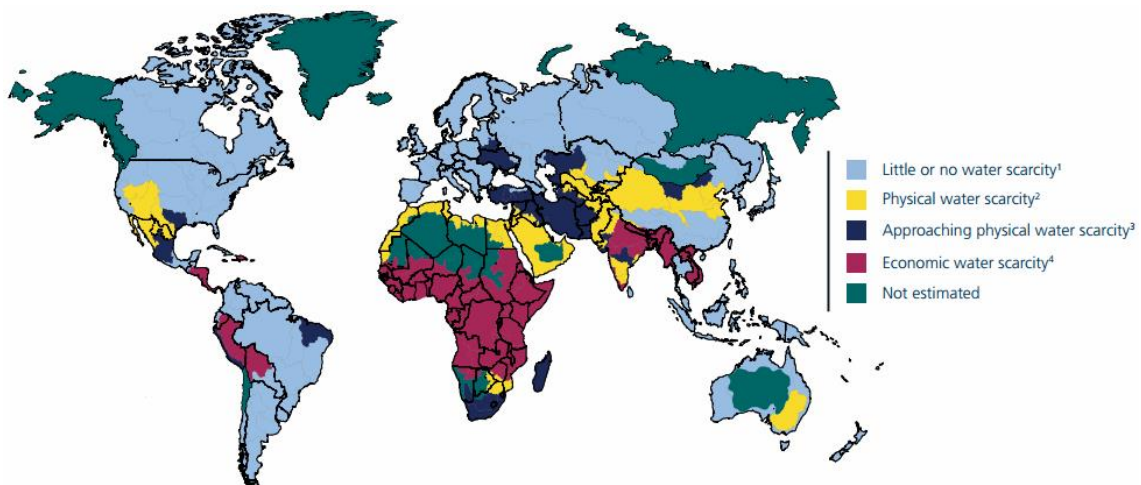 Little or no water scarcity¹
Physical water scarcity²
Approaching physical water scarcity³
Economic water scarcity⁴
Not estimated